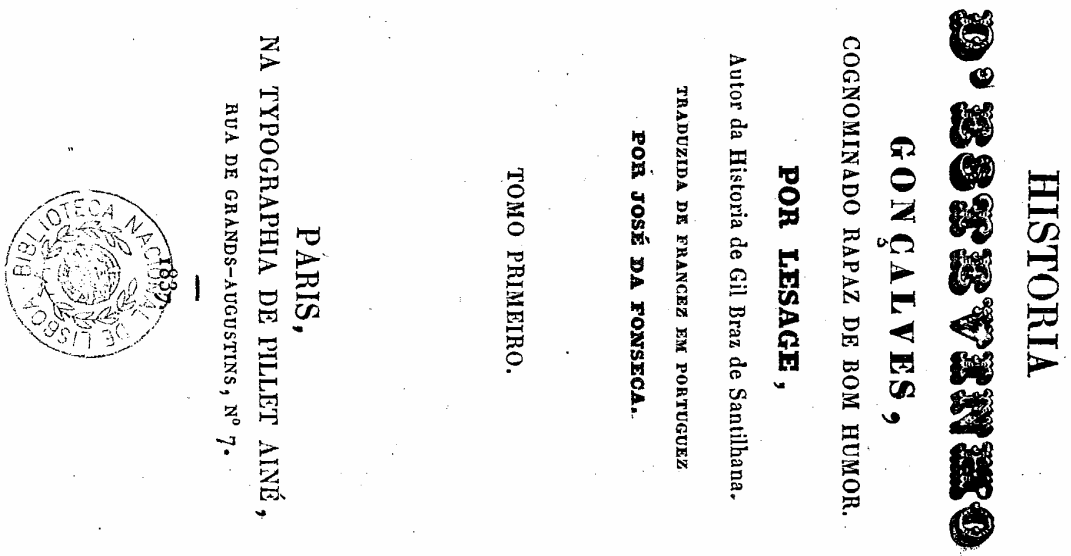 HISTORIA
D. ESTEVINHO
GONÇALVES,
COGNOMINADO RAPAZ DE BOM HUMOR.
POR LESAGE,
Autor da Historia de Gil Braz de Santilhana.
TRADUZIDA DE FRANCEZ EM PORTUGUEZ
POR JOSÉ DA FONSECA.
TOMO PRIMEIRO.
PARIS,
NA TYPOGRAPHIA DE PILLET AINÉ,
RUA DE GRANDS-AUGUSTINS, Nº 7.
1837
BIBLIOTECA NACIONAL DE LISBOA